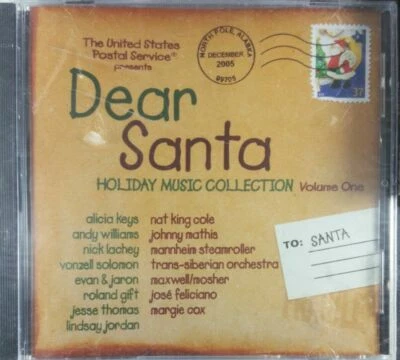 The United States
Postal Service®
presents
NORTH POLE, ALASKA
DECEMBER,
2005
99705
37
Dear
Santa
HOLIDAY MUSIC COLLECTION Volume One
alicia keys
andy williams
nick lachey
vonzell solomon
evan & jaron
roland gift
jesse thomas
lindsay jordan
nat king cole
johnny mathis
mannheim steamroller
trans-siberian orchestra
maxwell/mosher
josé feliciano
margie cox
TO: SANTA